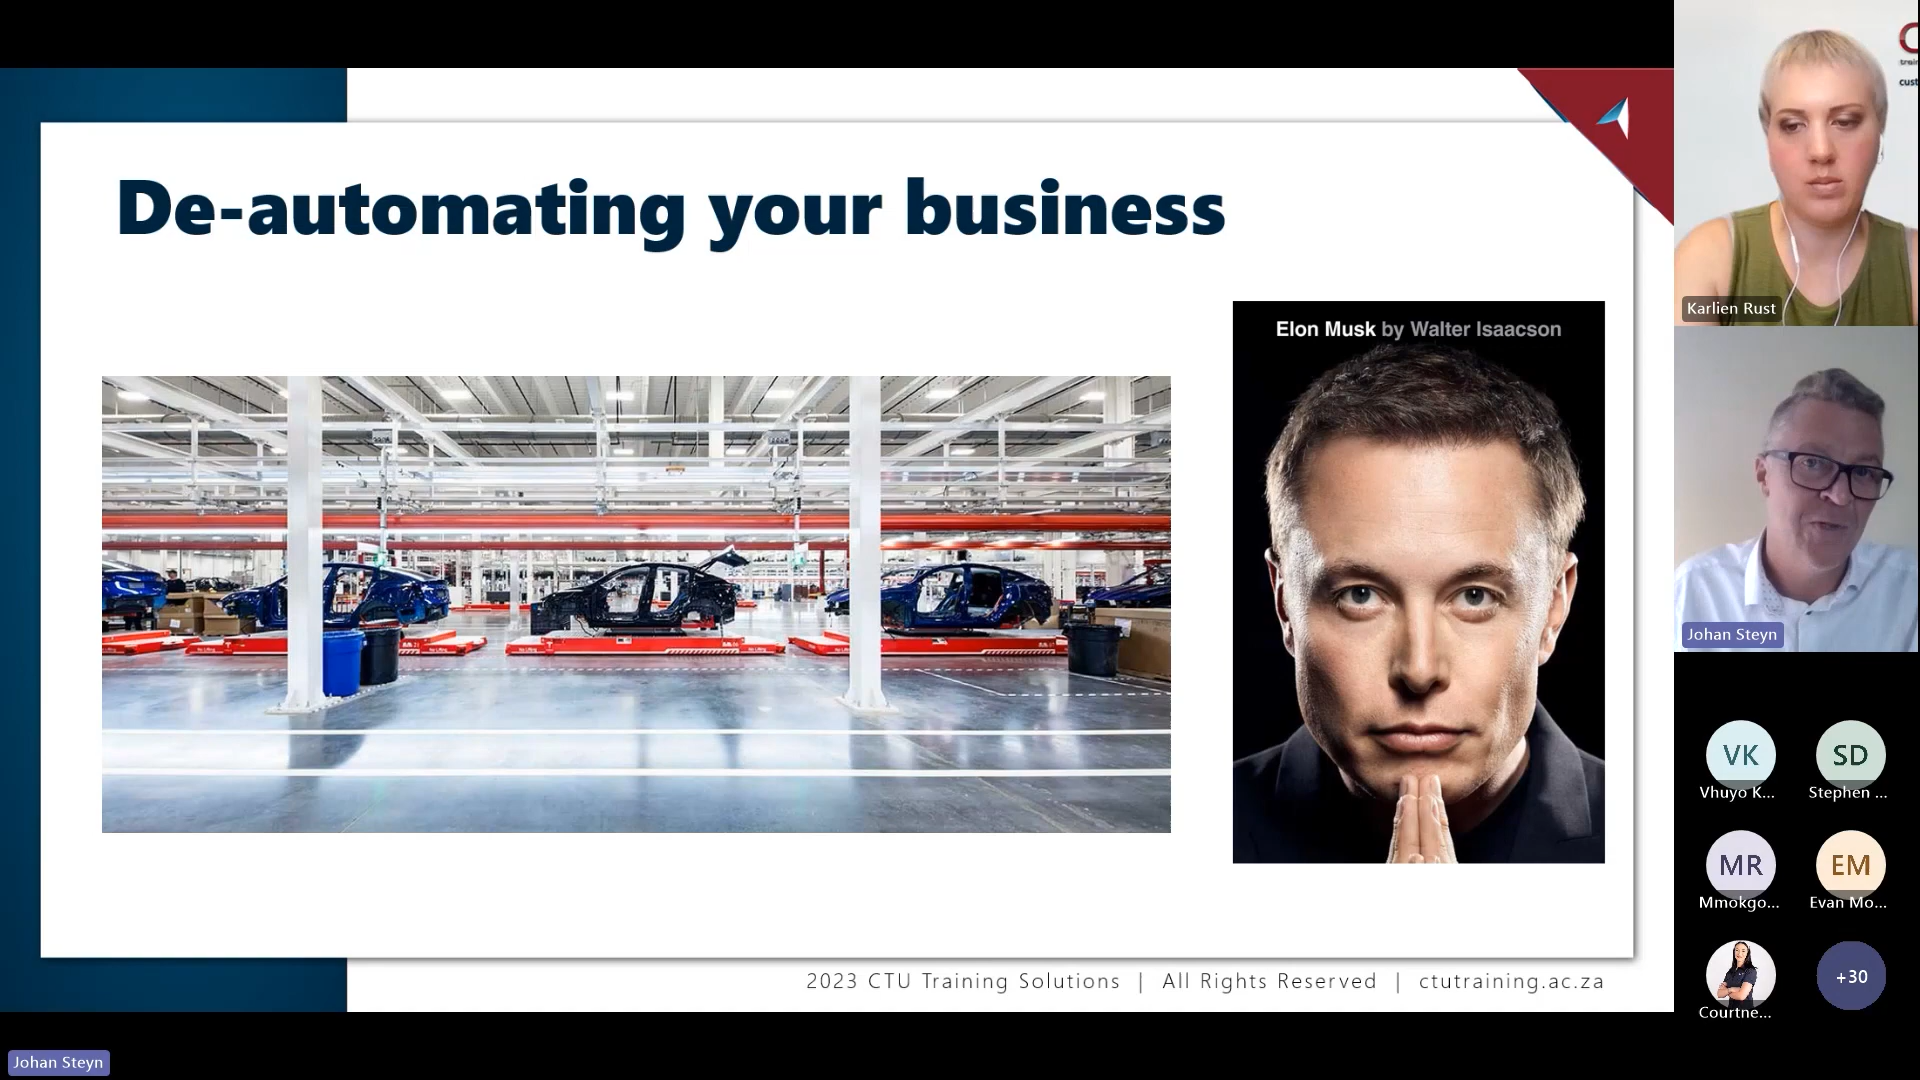 De-automating your business
Elon Musk by Walter Isaacson
2023 CTU Training Solutions | All Rights Reserved | ctutraining.ac.za
Johan Steyn
cust
Karlien Rust
Johan Steyn
VK
Vhuyo K...
SD
Stephen ...
MR
Mmokgo...
EM
Evan Mo...
Courtne...
+30